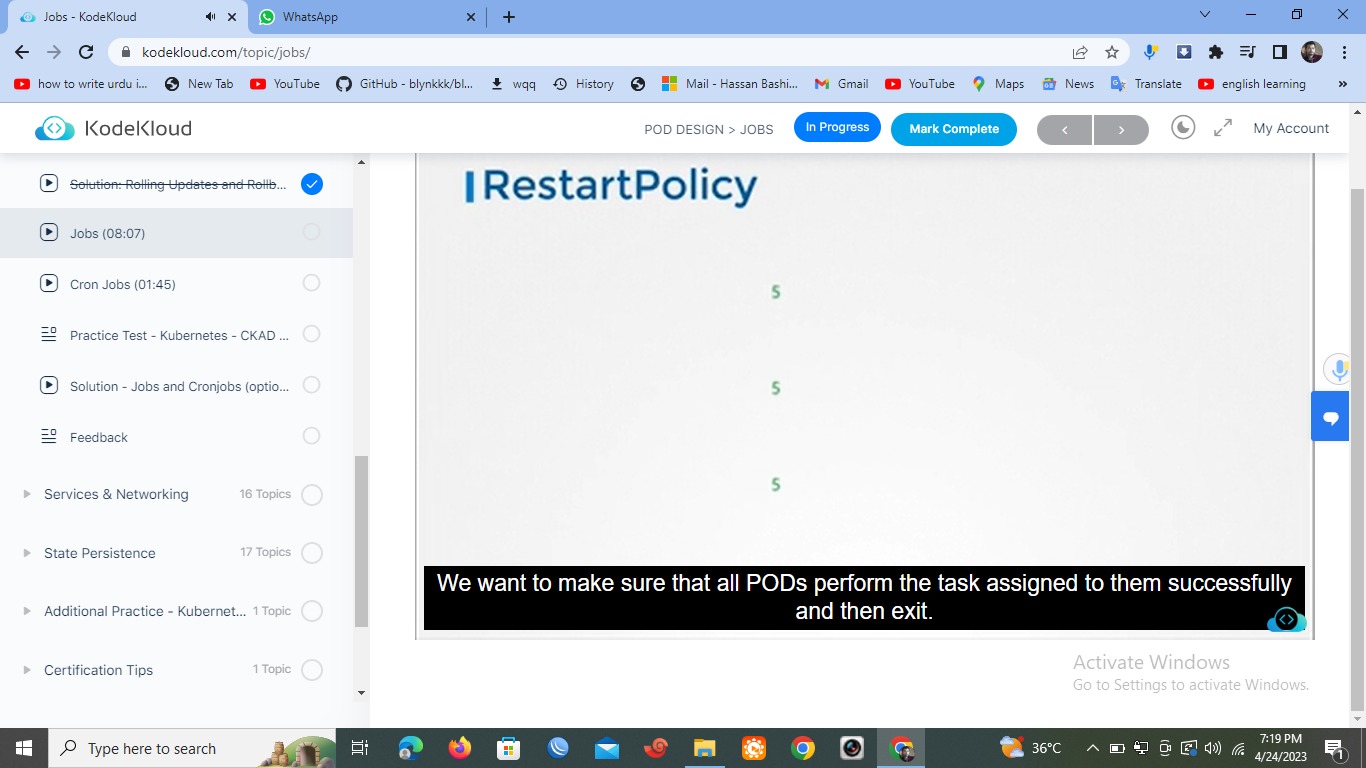 Jobs - KodeKloud
WhatsApp
kodekloud.com/topic/jobs/
how to write urdu i...
New Tab
YouTube
GitHub - blynkkk/bl...
wqq
History
Mail - Hassan Bashi...
Gmail
YouTube
Maps
News
Translate
english learning
KodeKloud
POD DESIGN > JOBS
In Progress
Mark Complete
My Account
Solution: Rolling Updates and Rollb...
Jobs (08:07)
Cron Jobs (01:45)
Practice Test - Kubernetes - CKAD ...
Solution - Jobs and Cronjobs (optio...
Feedback
Services & Networking 16 Topics
State Persistence 17 Topics
Additional Practice - Kubernet... 1 Topic
Certification Tips 1 Topic
RestartPolicy
5
5
5
We want to make sure that all PODs perform the task assigned to them successfully
and then exit.
Activate Windows
Go to Settings to activate Windows.
Type here to search
36°C
7:19 PM
4/24/2023
1